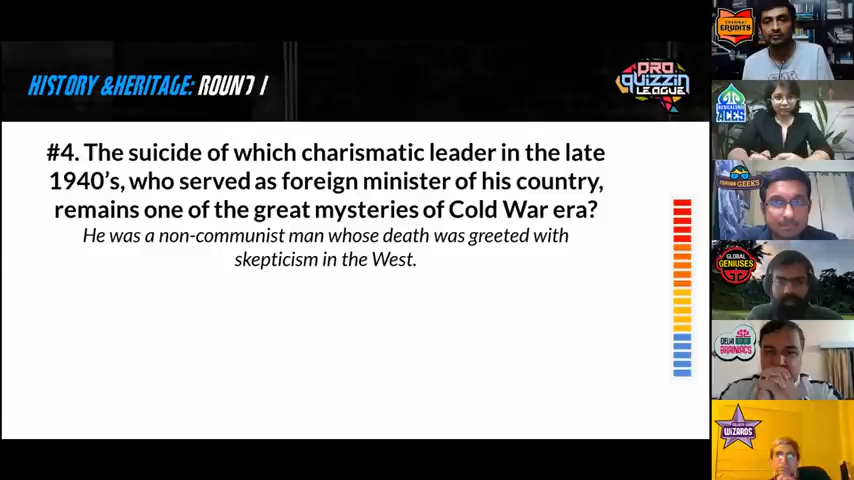 HISTORY &HERITAGE: ROUND 1
PRO
QUIZZIN
LEAGUE
#4. The suicide of which charismatic leader in the late
1940's, who served as foreign minister of his country,
remains one of the great mysteries of Cold War era?
He was a non-communist man whose death was greeted with
skepticism in the West.
ERUDITS
BENGALURU
ACES
GEEKS
GLOBAL
GENIUSES
DELHI
BRAINIACS
WIZARDS